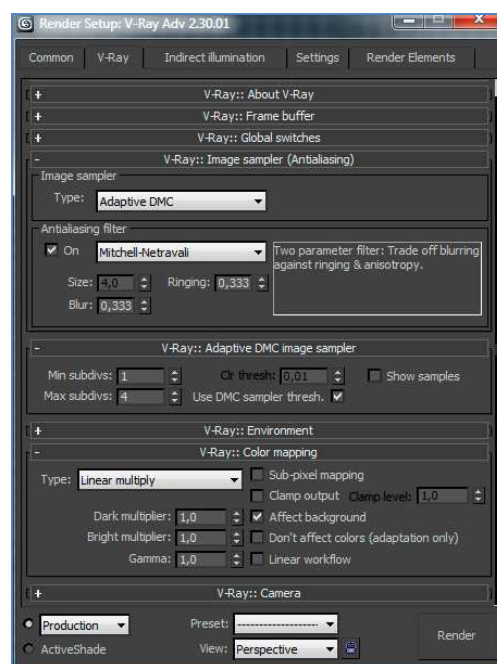 Render Setup: V-Ray Adv 2.30.01
Common V-Ray Indirect illumination Settings Render Elements
+ V-Ray:: About V-Ray
+ V-Ray:: Frame buffer
+ V-Ray:: Global switches
- V-Ray:: Image sampler (Antialiasing)
Image sampler
Type: Adaptive DMC
Antialiasing filter
On Mitchell-Netravali
Two parameter filter: Trade off blurring
against ringing & anisotropy.
Size: 4,0 Ringing: 0,333
Blur: 0,333
- V-Ray:: Adaptive DMC image sampler
Min subdivs: 1 Clr thresh: 0,01 Show samples
Max subdivs: 4 Use DMC sampler thresh.
+ V-Ray:: Environment
- V-Ray:: Color mapping
Type: Linear multiply Sub-pixel mapping
Clamp output Clamp level: 1,0
Dark multiplier: 1,0 Affect background
Bright multiplier: 1,0 Don't affect colors (adaptation only)
Gamma: 1,0 Linear workflow
+ V-Ray:: Camera
Production Preset: --------------------
ActiveShade View: Perspective Render